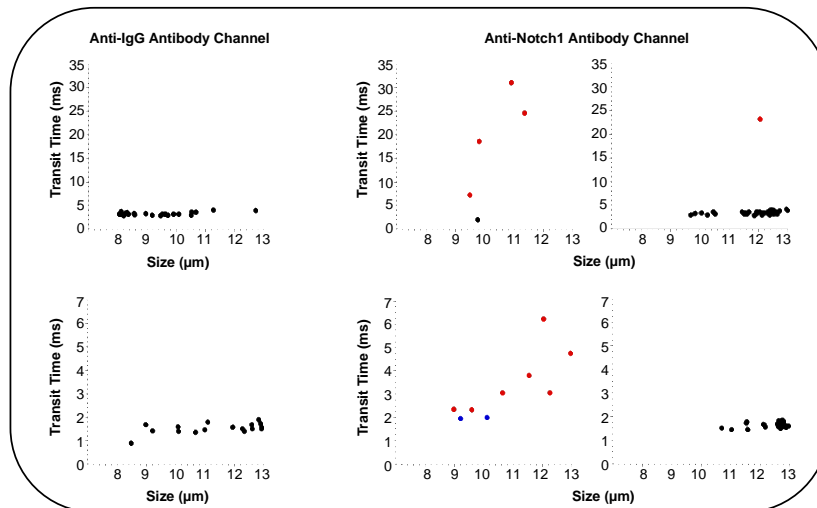 Anti-IgG Antibody Channel
Anti-Notch1 Antibody Channel
Transit Time (ms)
35
30
25
20
15
10
5
0
8 9 10 11 12 13
Size (µm)
Transit Time (ms)
35
30
25
20
15
10
5
0
8 9 10 11 12 13
Size (µm)
35
30
25
20
15
10
5
0
8 9 10 11 12 13
Size (µm)
Transit Time (ms)
7
6
5
4
3
2
1
0
8 9 10 11 12 13
Size (µm)
Transit Time (ms)
7
6
5
4
3
2
1
0
8 9 10 11 12 13
Size (µm)
7
6
5
4
3
2
1
0
8 9 10 11 12 13
Size (µm)